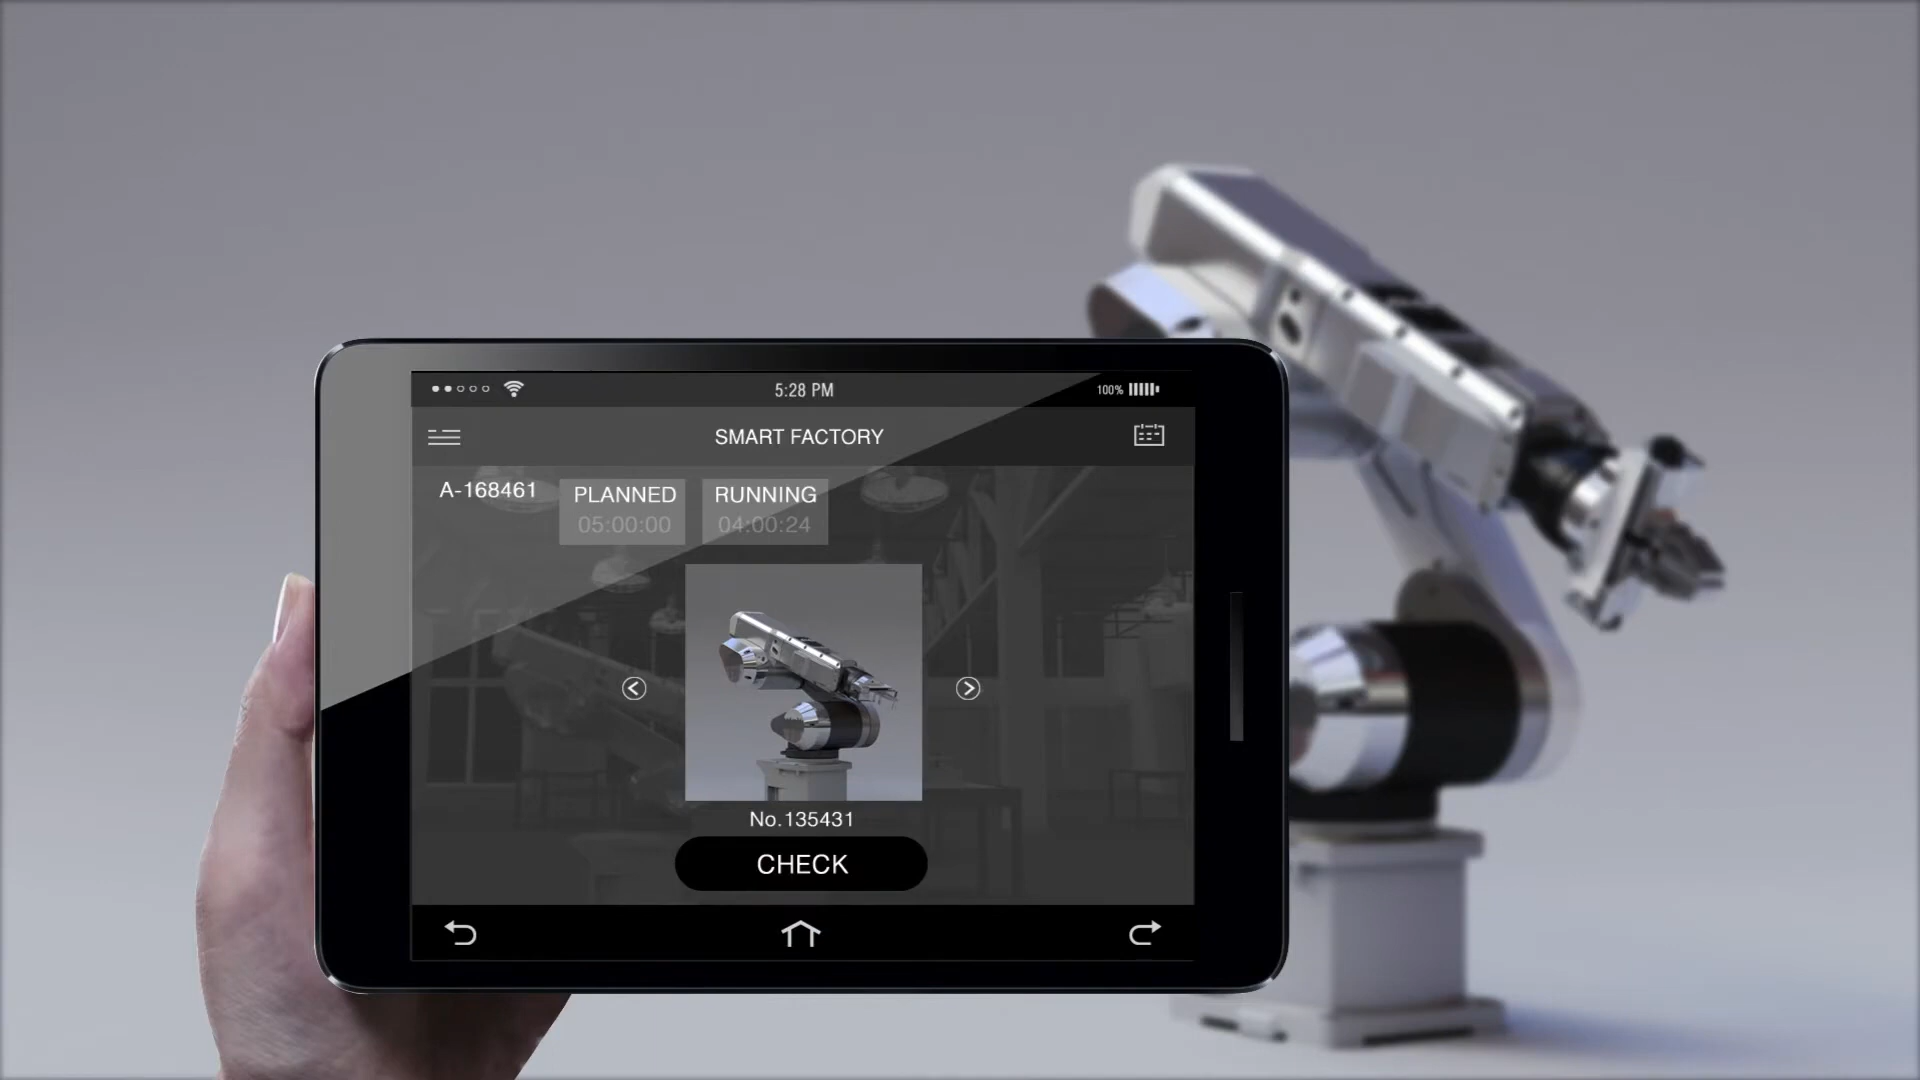 5:28 PM
100%
SMART FACTORY
A-168461
PLANNED
05:00:00
RUNNING
04:00:24
No.135431
CHECK